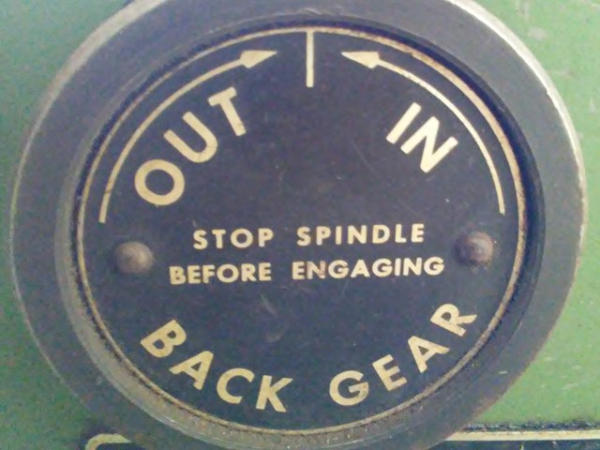 OUT
IN
STOP SPINDLE
BEFORE ENGAGING
BACK GEAR